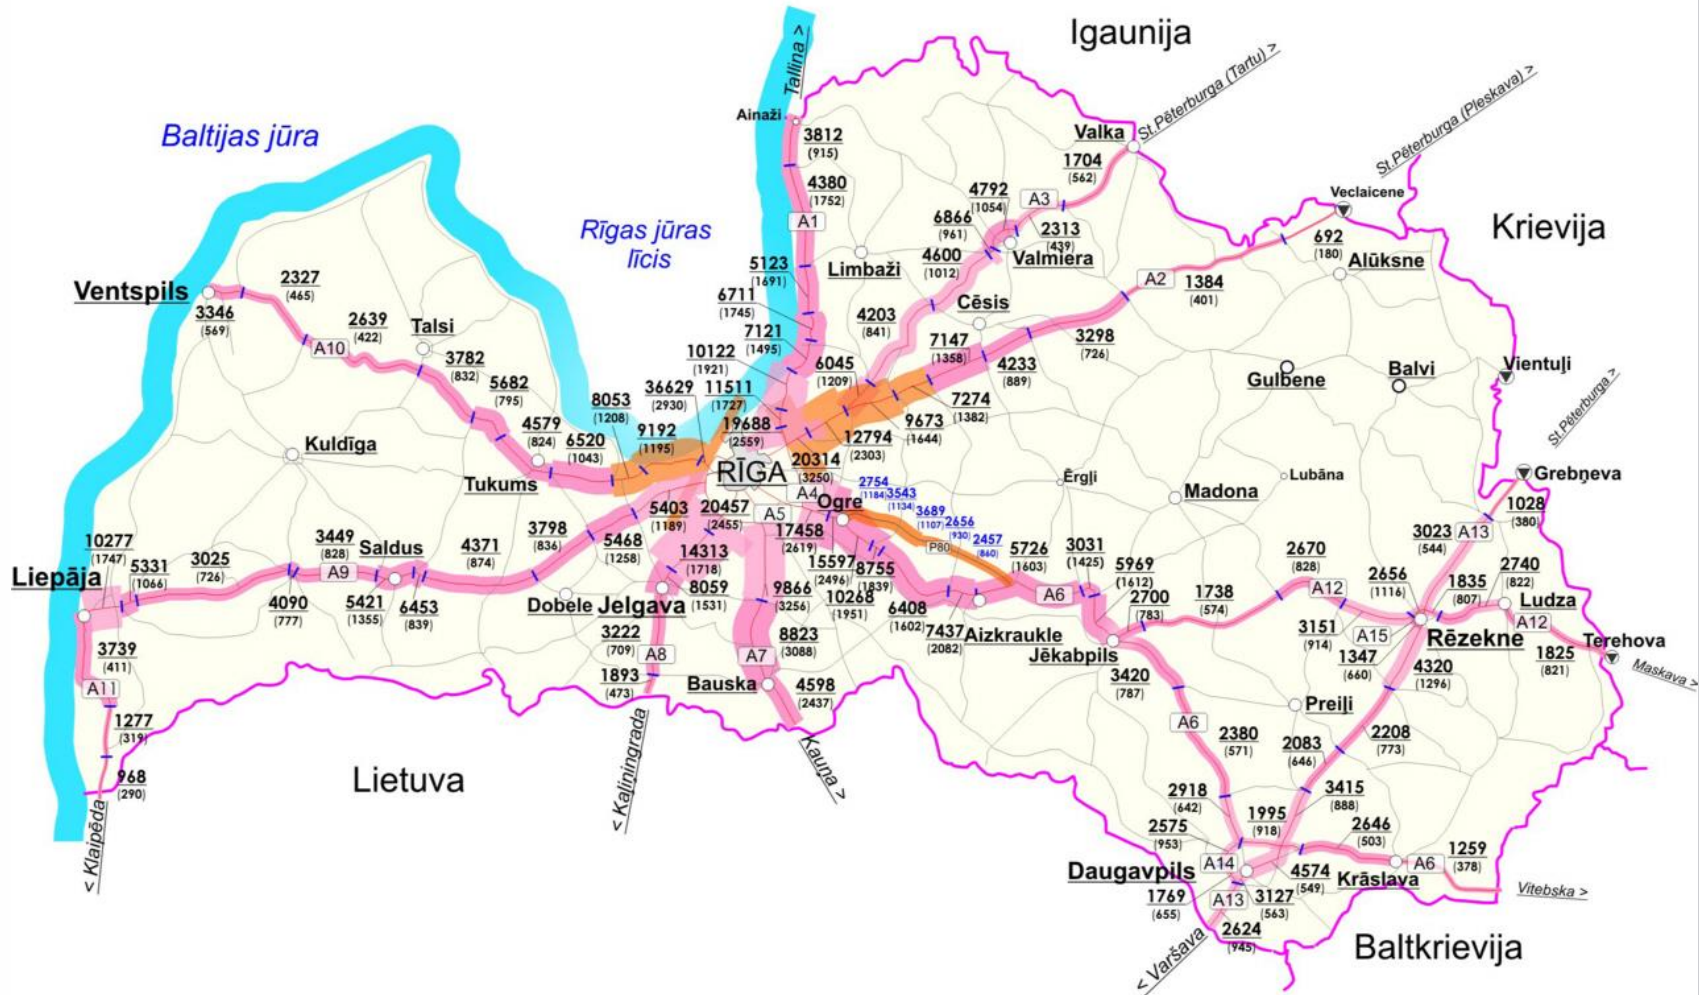 Igaunija
Tallina >
St.Pēterburga (Tartu) >
St.Pēterburga (Pleskava) >
Baltijas jūra
Ainaži
3812
(915)
Valka
1704
(562)
Veclaicene
4380
(1752)
A1
4792
(1054)
A3
6866
(961)
2313
(439)
692
(180)
Krievija
Rīgas jūras
līcis
Limbaži
4600
(1012)
Valmiera
Alūksne
5123
(1691)
A2
1384
(401)
Ventspils
2327
(465)
3346
(569)
6711
(1745)
Cēsis
2639
(422)
Talsi
A10
7121
(1495)
4203
(841)
7147
(1358)
3298
(726)
3782
(832)
10122
(1921)
6045
(1209)
4233
(889)
Gulbene
Balvi
Vientuļi
St.Pēterburga >
5682
(795)
8053
(1208)
36629
(2930)
11511
(1727)
7274
(1382)
4579
(824)
6520
(1043)
9192
(1195)
19688
(2559)
12794
(2303)
9673
(1644)
Kuldīga
Tukums
RĪGA
20314
(3250)
A4
Ērgļi
Lubāna
Grebņeva
Madona
2754
(1184)
3543
(1134)
3689
(1107)
2656
(930)
2457
(860)
Ogre
P80
1028
(380)
A13
3023
(544)
5403
(1189)
20457
(2455)
A5
17458
(2619)
10277
(1747)
5331
(1066)
3025
(726)
3449
(828)
Saldus
A9
4371
(874)
3798
(836)
5468
(1258)
14313
(1718)
15597
(2496)
8755
(1839)
5726
(1603)
3031
(1425)
5969
(1612)
2670
(828)
2740
(822)
Liepāja
4090
(777)
5421
(1355)
6453
(839)
Dobele
Jelgava
8059
(1531)
9866
(3256)
10268
(1951)
6408
(1602)
7437
(2082)
Aizkraukle
A6
2700
(783)
1738
(574)
A12
2656
(1116)
1835
(807)
Ludza
A12
3151
(914)
A15
Rēzekne
Terehova
3739
(411)
A11
3222
(709)
A8
8823
(3088)
A7
Jēkabpils
3420
(787)
1347
(660)
4320
(1296)
1825
(821)
Maskava >
1893
(473)
Bauska
4598
(2437)
Preiļi
1277
(319)
A6
2380
(571)
2083
(646)
2208
(773)
968
(290)
Lietuva
< Kaļiņingrada
Kauņa >
< Klaipēda
2918
(642)
3415
(888)
2575
(953)
1995
(918)
2646
(503)
1259
(378)
Daugavpils
A14
4574
(549)
Krāslava
A6
Vitebska >
1769
(655)
A13
3127
(563)
2624
(945)
< Varšava
Baltkrievija